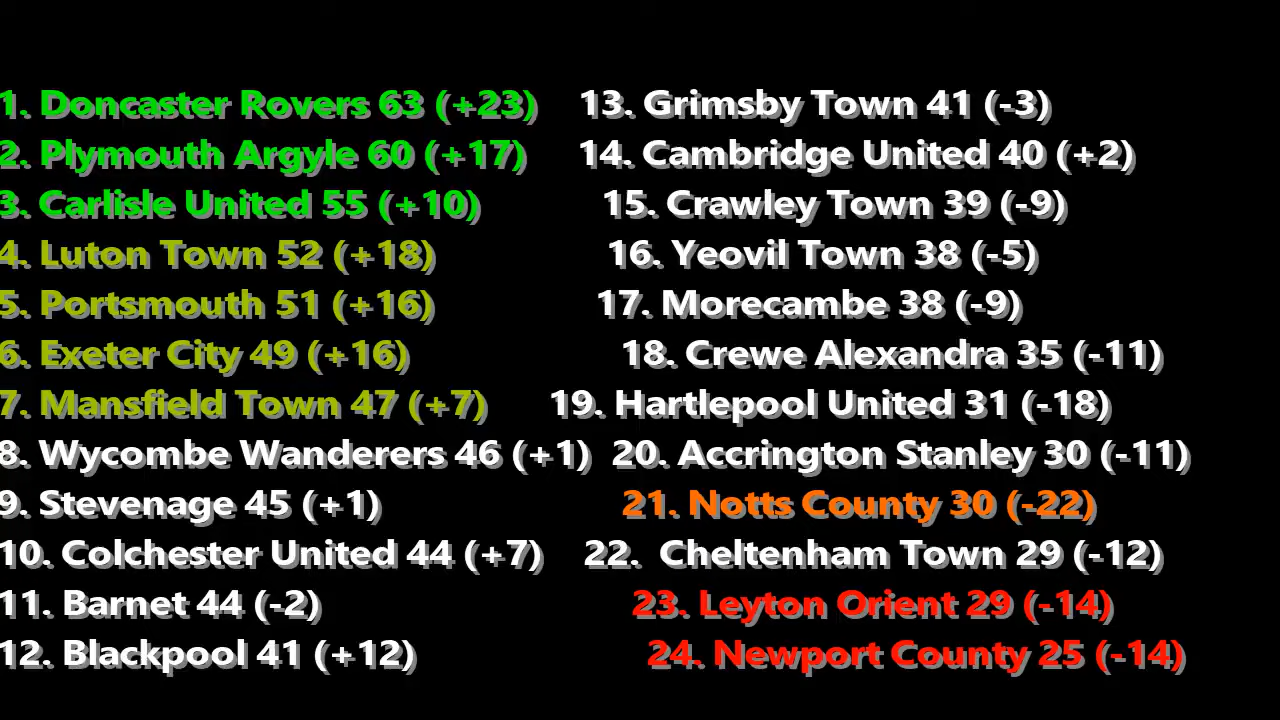 1. Doncaster Rovers 63 (+23)
2. Plymouth Argyle 60 (+17)
3. Carlisle United 55 (+10)
4. Luton Town 52 (+18)
5. Portsmouth 51 (+16)
6. Exeter City 49 (+16)
7. Mansfield Town 47 (+7)
8. Wycombe Wanderers 46 (+1)
9. Stevenage 45 (+1)
10. Colchester United 44 (+7)
11. Barnet 44 (-2)
12. Blackpool 41 (+12)
13. Grimsby Town 41 (-3)
14. Cambridge United 40 (+2)
15. Crawley Town 39 (-9)
16. Yeovil Town 38 (-5)
17. Morecambe 38 (-9)
18. Crewe Alexandra 35 (-11)
19. Hartlepool United 31 (-18)
20. Accrington Stanley 30 (-11)
21. Notts County 30 (-22)
22. Cheltenham Town 29 (-12)
23. Leyton Orient 29 (-14)
24. Newport County 25 (-14)